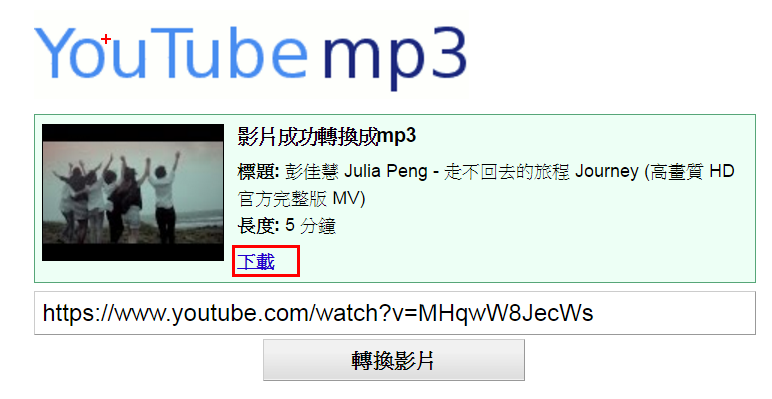 YouTube mp3
影片成功轉換成mp3
標題: 彭佳慧 Julia Peng - 走不回去的旅程 Journey (高畫質 HD
官方完整版 MV)
長度: 5 分鐘
下載
https://www.youtube.com/watch?v=MHqwW8JecWs
轉換影片